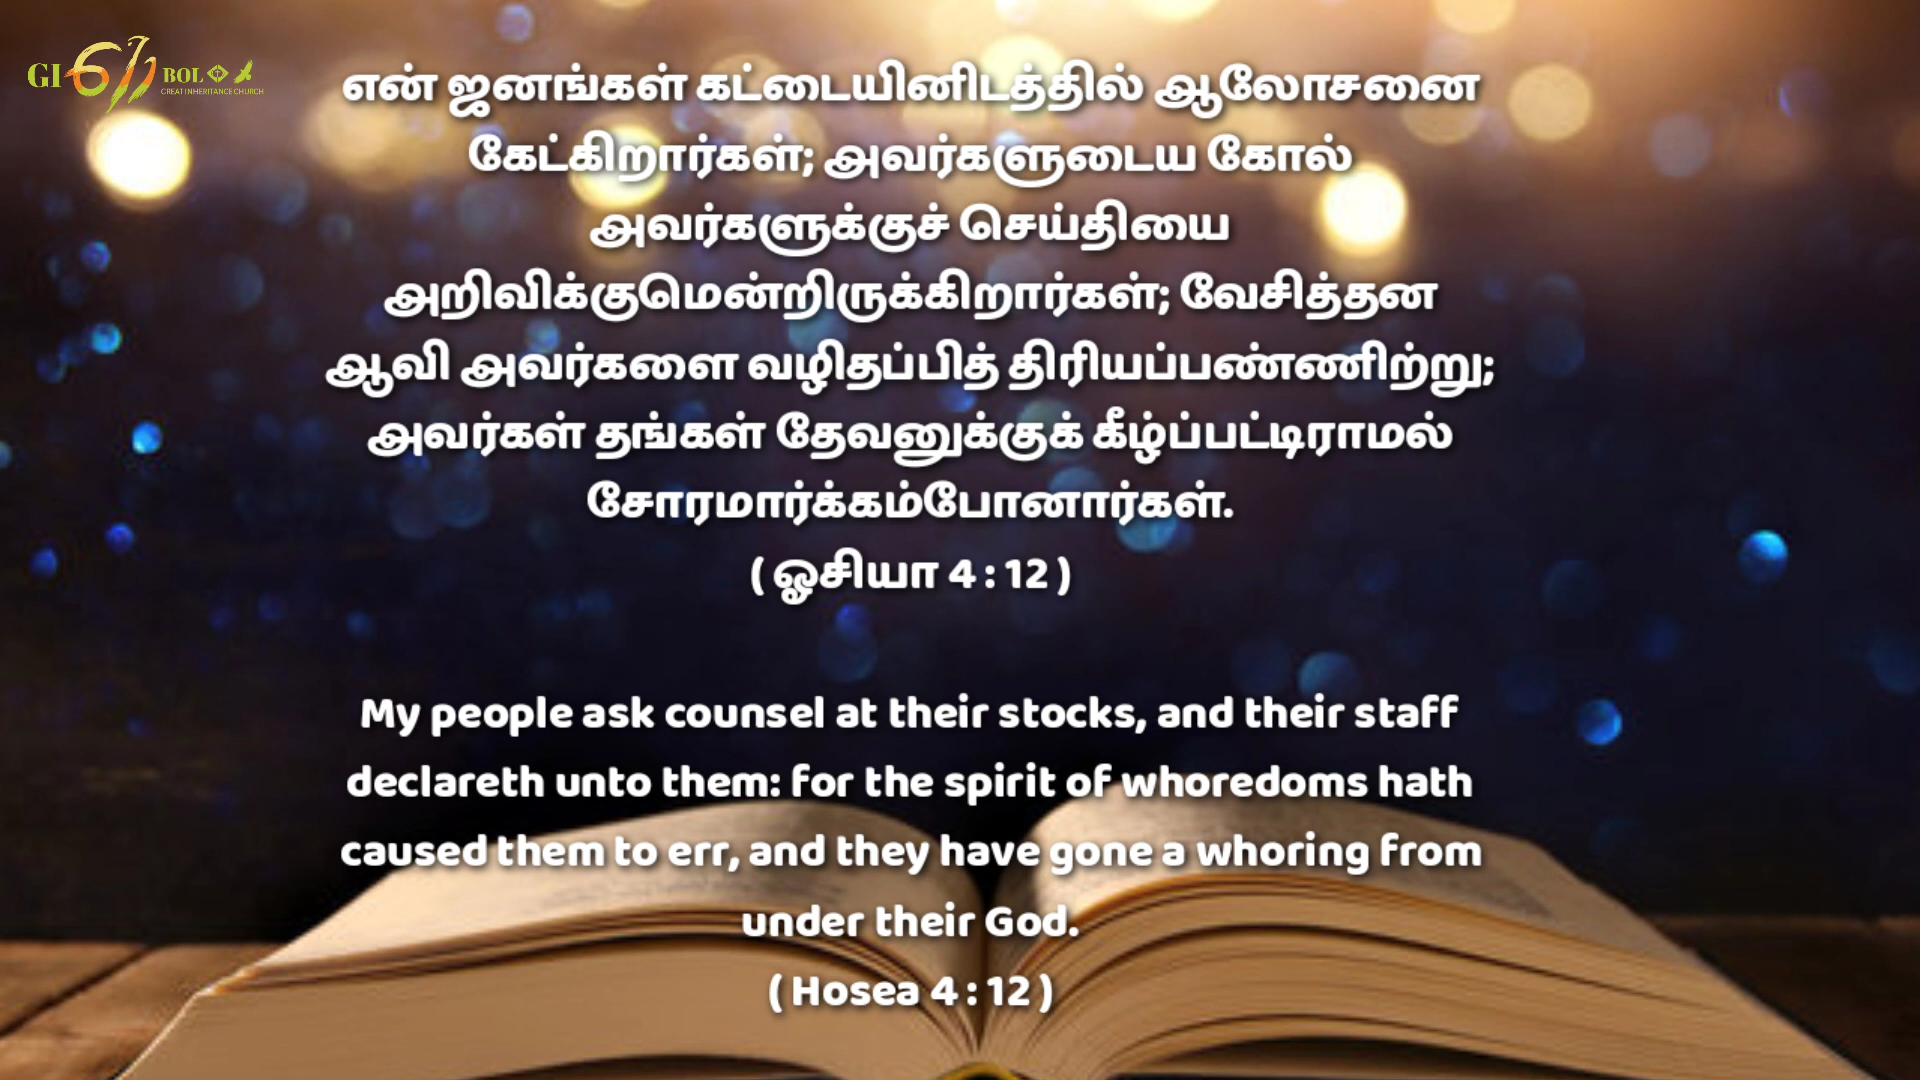 GI 611 BOL
CREAT INHERITANCE CHURCH
என் ஜனங்கள் கட்டையினிடத்தில் ஆலோசனை
கேட்கிறார்கள்; அவர்களுடைய கோல்
அவர்களுக்குச் செய்தியை
அறிவிக்குமென்றிருக்கிறார்கள்; வேசித்தன
ஆவி அவர்களை வழிதப்பித் திரியப்பண்ணிற்று;
அவர்கள் தங்கள் தேவனுக்குக் கீழ்ப்பட்டிராமல்
சோரமார்க்கம்போனார்கள்.
( ஓசியா 4 : 12 )
My people ask counsel at their stocks, and their staff
declareth unto them: for the spirit of whoredoms hath
caused them to err, and they have gone a whoring from
under their God.
( Hosea 4 : 12 )